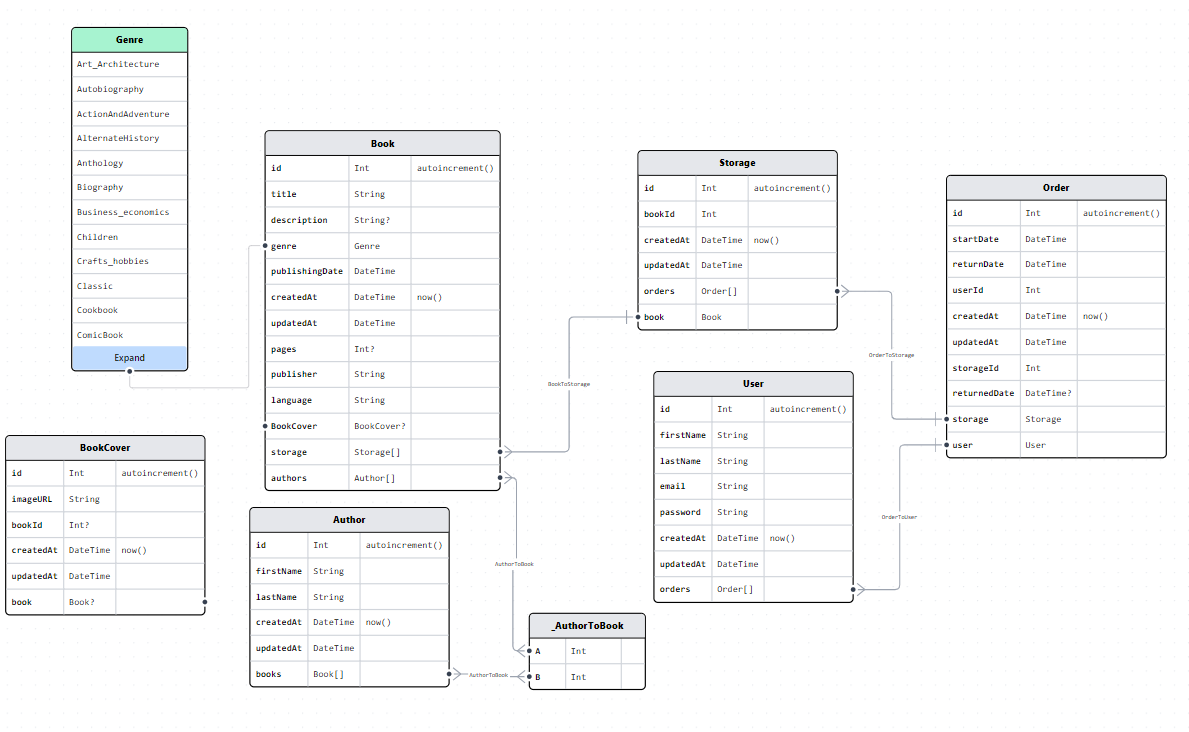 Genre
Art_Architecture
Autobiography
ActionAndAdventure
AlternateHistory
Anthology
Biography
Business_economics
Children
Crafts_hobbies
Classic
Cookbook
ComicBook
Expand
Book
id Int autoincrement()
title String
description String?
genre Genre
publishingDate DateTime
createdAt DateTime now()
updatedAt DateTime
pages Int?
publisher String
language String
BookCover BookCover?
storage Storage[]
authors Author[]
Storage
id Int autoincrement()
bookId Int
createdAt DateTime now()
updatedAt DateTime
orders Order[]
book Book
Order
id Int autoincrement()
startDate DateTime
returnDate DateTime
userId Int
createdAt DateTime now()
updatedAt DateTime
storageId Int
returnedDate DateTime?
storage Storage
user User
OrderToStorage
BookToStorage
User
id Int autoincrement()
firstName String
lastName String
email String
password String
createdAt DateTime now()
updatedAt DateTime
orders Order[]
OrderToUser
BookCover
id Int autoincrement()
imageURL String
bookId Int?
createdAt DateTime now()
updatedAt DateTime
book Book?
Author
id Int autoincrement()
firstName String
lastName String
createdAt DateTime now()
updatedAt DateTime
books Book[]
AuthorToBook
AuthorToBook
_AuthorToBook
A Int
B Int